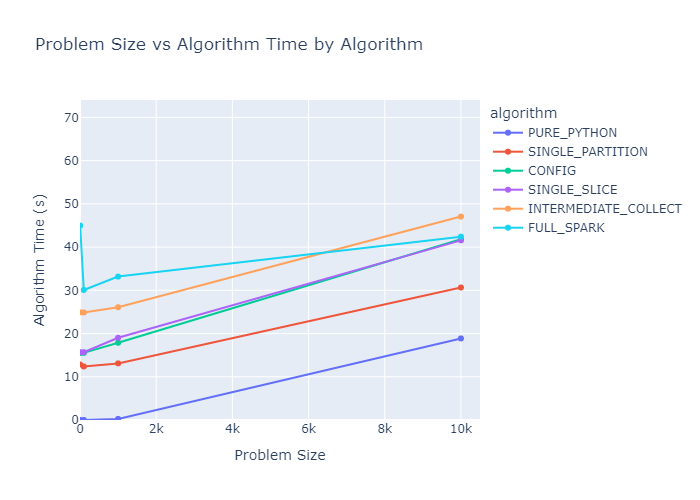 Problem Size vs Algorithm Time by Algorithm
algorithm
PURE_PYTHON
SINGLE_PARTITION
CONFIG
SINGLE_SLICE
INTERMEDIATE_COLLECT
FULL_SPARK
Algorithm Time (s)
70
60
50
40
30
20
10
0
0 2k 4k 6k 8k 10k
Problem Size